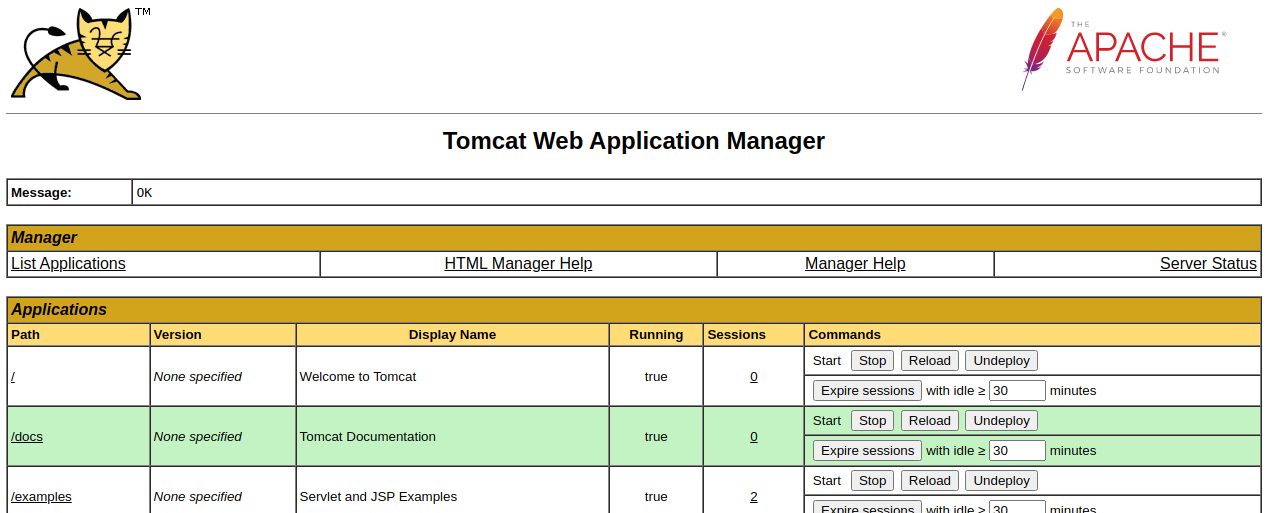 TM
THE
APACHE®
SOFTWARE FOUNDATION
Tomcat Web Application Manager
Message: OK
Manager
List Applications HTML Manager Help Manager Help Server Status
Applications
Path Version Display Name Running Sessions Commands
/ None specified Welcome to Tomcat true 0 Start Stop Reload Undeploy
Expire sessions with idle ≥ 30 minutes
/docs None specified Tomcat Documentation true 0 Start Stop Reload Undeploy
Expire sessions with idle ≥ 30 minutes
/examples None specified Servlet and JSP Examples true 2 Start Stop Reload Undeploy
Expire sessions with idle ≥ 30 minutes